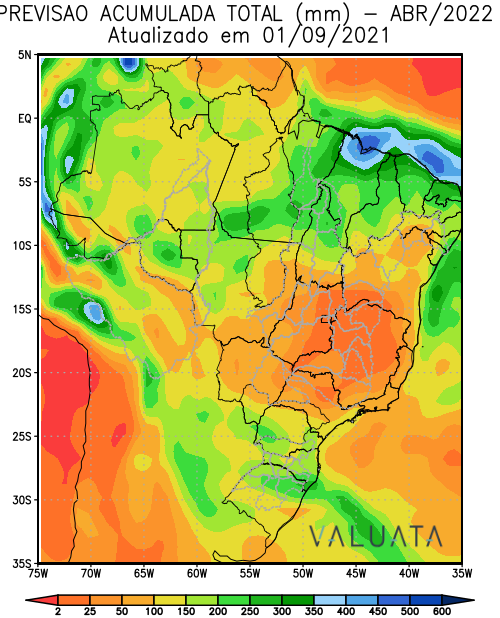 PREVISAO ACUMULADA TOTAL (mm) – ABR/2022
Atualizado em 01/09/2021
5N
EQ
5S
10S
15S
20S
25S
30S
35S
VALUATA
75W 70W 65W 60W 55W 50W 45W 40W 35W
2 25 50 100 150 200 250 300 350 400 450 500 600